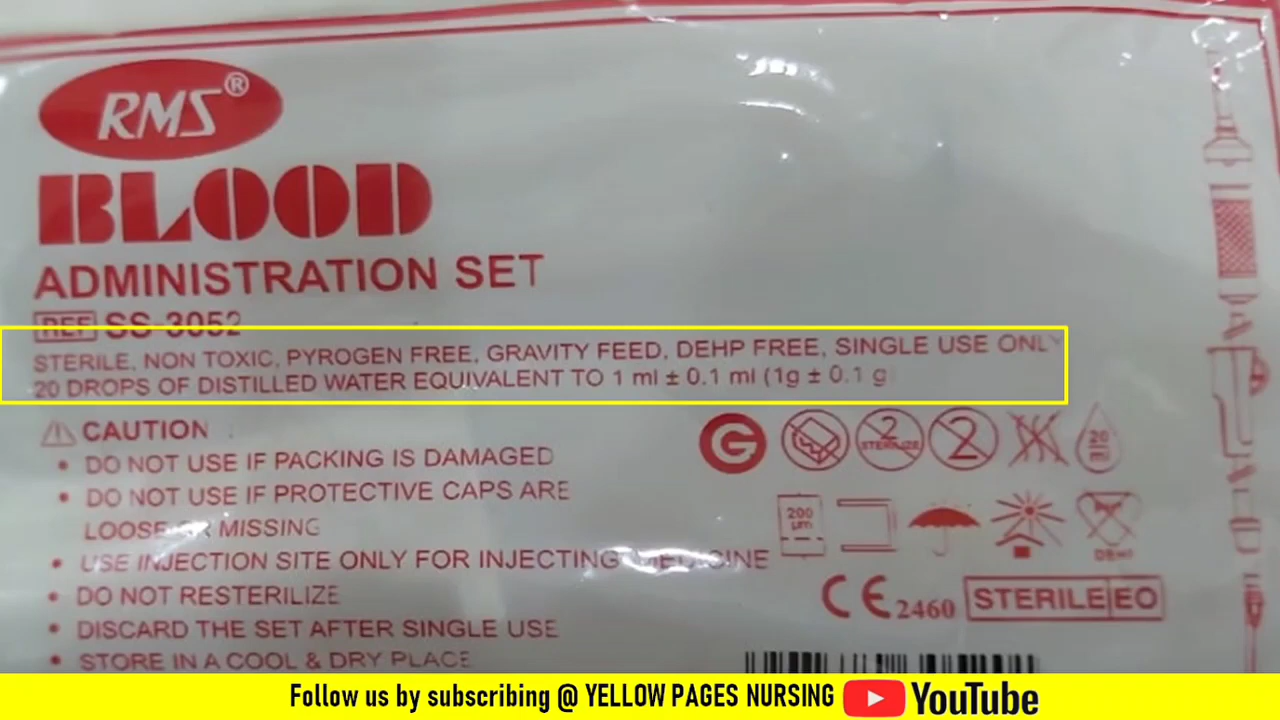 RMS®
BLOOD
ADMINISTRATION SET
REF SS-3052
STERILE, NON TOXIC, PYROGEN FREE, GRAVITY FEED, DEHP FREE, SINGLE USE ONLY
20 DROPS OF DISTILLED WATER EQUIVALENT TO 1 ml ± 0.1 ml (1g ± 0.1 g
CAUTION
• DO NOT USE IF PACKING IS DAMAGED
• DO NOT USE IF PROTECTIVE CAPS ARE
LOOSE OR MISSING
• USE INJECTION SITE ONLY FOR INJECTING MEDICINE
• DO NOT RESTERILIZE
• DISCARD THE SET AFTER SINGLE USE
• STORE IN A COOL & DRY PLACE
G
2 STERILIZE
2
20
ml
200
µm
CE 2460 STERILE EO
Follow us by subscribing @ YELLOW PAGES NURSING YouTube